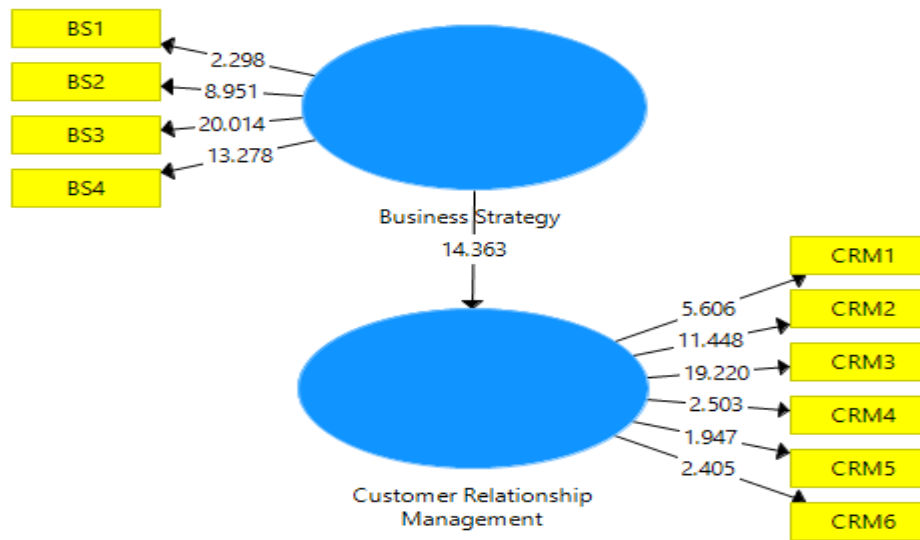 BS1
2.298
BS2
8.951
BS3
20.014
13.278
BS4
Business Strategy
14.363
CRM1
5.606
CRM2
11.448
CRM3
19.220
2.503
CRM4
1.947
CRM5
2.405
Customer Relationship
Management
CRM6